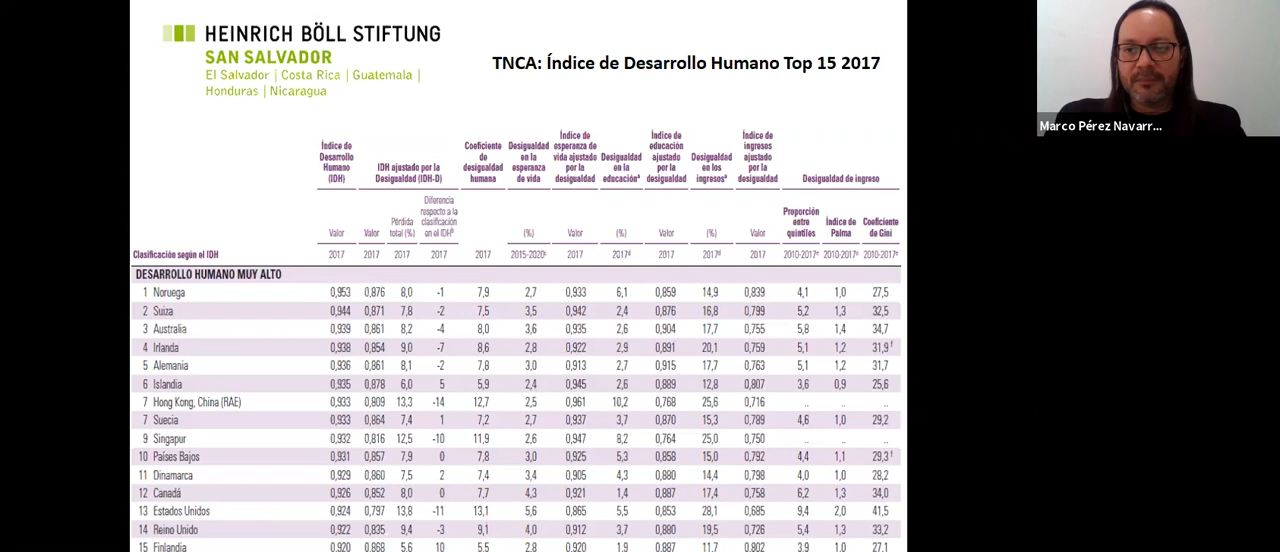 HEINRICH BÖLL STIFTUNG
SAN SALVADOR
El Salvador | Costa Rica | Guatemala |
Honduras | Nicaragua
TNCA: Índice de Desarrollo Humano Top 15 2017
Marco Pérez Navarr...
Índice de Desarrollo Humano (IDH) IDH ajustado por la Desigualdad (IDH-D) Coeficiente de desigualdad humana Desigualdad en la esperanza de vida Índice de esperanza de vida ajustado por la desigualdad Desigualdad en la educaciónª Índice de educación ajustado por la desigualdad Desigualdad en los ingresosª Índice de ingresos ajustado por la desigualdad Desigualdad de ingreso
Valor Valor Pérdida total (%) Diferencia respecto a la clasificación en el IDHᵇ (%) Valor (%) Valor (%) Valor Proporción entre quintiles Índice de Palma Coeficiente de Gini
Clasificación según el IDH 2017 2017 2017 2017 2017 2015-2020ᶜ 2017 2017ᵈ 2017 2017ᵈ 2017 2010-2017ᵉ 2010-2017ᵉ 2010-2017ᵉ
DESARROLLO HUMANO MUY ALTO
1 Noruega 0,953 0,876 8,0 -1 7,9 2,7 0,933 6,1 0,859 14,9 0,839 4,1 1,0 27,5
2 Suiza 0,944 0,871 7,8 -2 7,5 3,5 0,942 2,4 0,876 16,8 0,799 5,2 1,3 32,5
3 Australia 0,939 0,861 8,2 -4 8,0 3,6 0,935 2,6 0,904 17,7 0,755 5,8 1,4 34,7
4 Irlanda 0,938 0,854 9,0 -7 8,6 2,8 0,922 2,9 0,891 20,1 0,759 5,1 1,2 31,9 ᶠ
5 Alemania 0,936 0,861 8,1 -2 7,8 3,0 0,913 2,7 0,915 17,7 0,763 5,1 1,2 31,7
6 Islandia 0,935 0,878 6,0 5 5,9 2,4 0,945 2,6 0,889 12,8 0,807 3,6 0,9 25,6
7 Hong Kong, China (RAE) 0,933 0,809 13,3 -14 12,7 2,5 0,961 10,2 0,768 25,6 0,716 .. .. ..
7 Suecia 0,933 0,864 7,4 1 7,2 2,7 0,937 3,7 0,870 15,3 0,789 4,6 1,0 29,2
9 Singapur 0,932 0,816 12,5 -10 11,9 2,6 0,947 8,2 0,764 25,0 0,750 .. .. ..
10 Países Bajos 0,931 0,857 7,9 0 7,8 3,0 0,925 5,3 0,858 15,0 0,792 4,4 1,1 29,3 ᶠ
11 Dinamarca 0,929 0,860 7,5 2 7,4 3,4 0,905 4,3 0,880 14,4 0,798 4,0 1,0 28,2
12 Canadá 0,926 0,852 8,0 0 7,7 4,3 0,921 1,4 0,887 17,4 0,758 6,2 1,3 34,0
13 Estados Unidos 0,924 0,797 13,8 -11 13,1 5,6 0,865 5,5 0,853 28,1 0,685 9,4 2,0 41,5
14 Reino Unido 0,922 0,835 9,4 -3 9,1 4,0 0,912 3,7 0,880 19,5 0,726 5,4 1,3 33,2
15 Finlandia 0,920 0,868 5,6 10 5,5 2,8 0,920 1,9 0,887 11,7 0,802 3,9 1,0 27,1